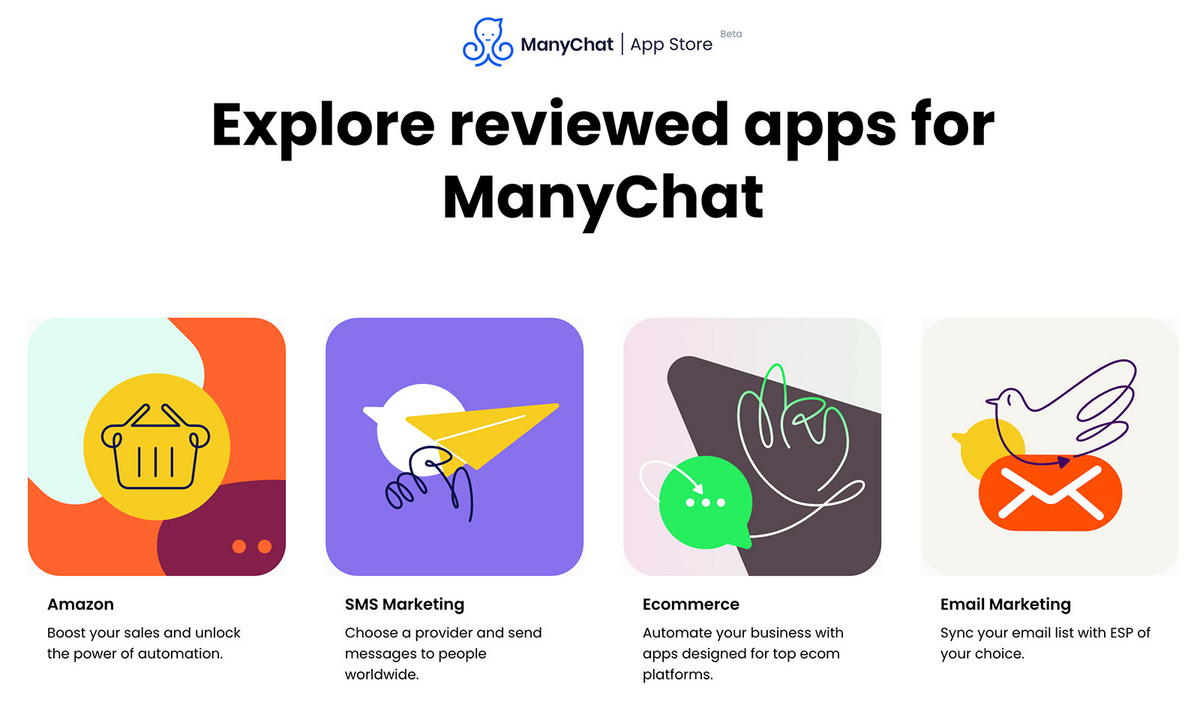 ManyChat | App Store Beta
Explore reviewed apps for
ManyChat
Amazon
Boost your sales and unlock
the power of automation.
SMS Marketing
Choose a provider and send
messages to people
worldwide.
Ecommerce
Automate your business with
apps designed for top ecom
platforms.
Email Marketing
Sync your email list with ESP of
your choice.